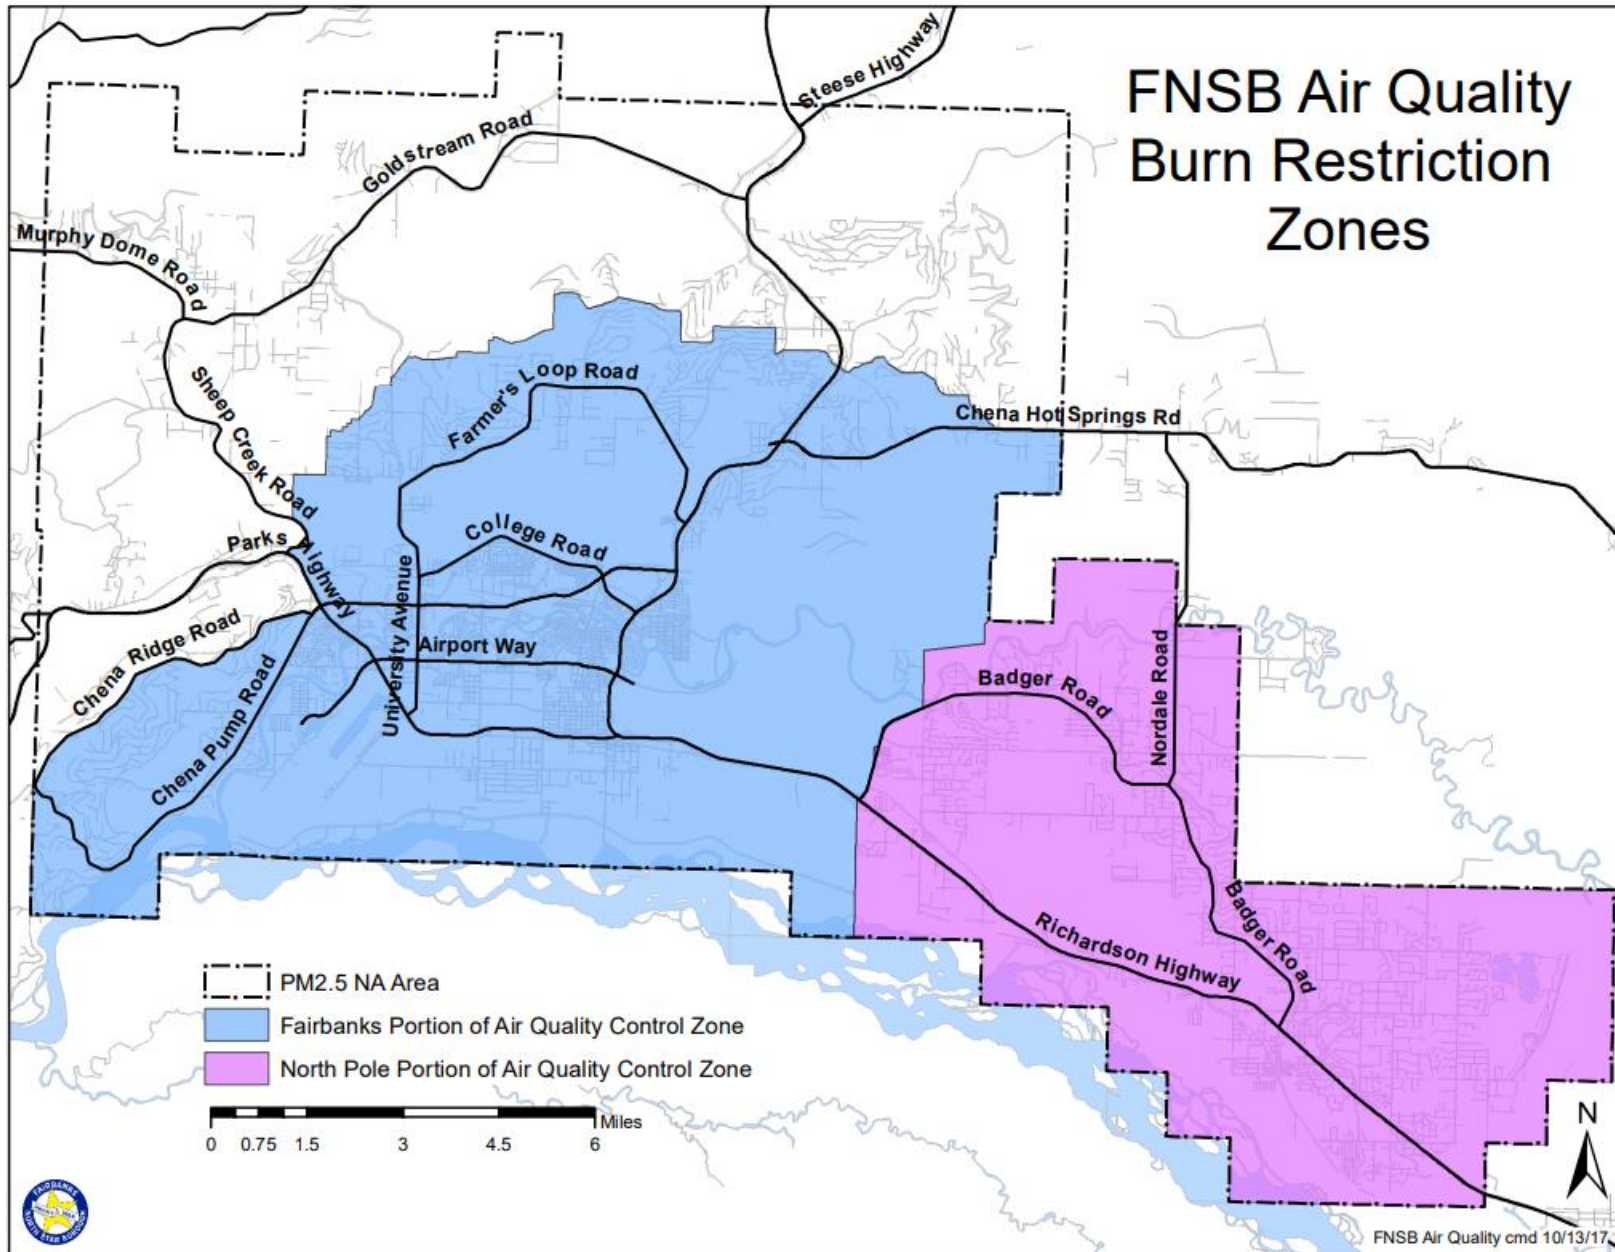 FNSB Air Quality
Burn Restriction
Zones
Steese Highway
Goldstream Road
Murphy Dome Road
Sheep Creek Road
Farmer's Loop Road
Chena Hot Springs Rd
College Road
Parks Highway
University Avenue
Airport Way
Chena Ridge Road
Chena Pump Road
Badger Road
Nordale Road
Badger Road
Richardson Highway
PM2.5 NA Area
Fairbanks Portion of Air Quality Control Zone
North Pole Portion of Air Quality Control Zone
Miles
0 0.75 1.5 3 4.5 6
N
FAIRBANKS
NORTH STAR BOROUGH
FNSB Air Quality cmd 10/13/17